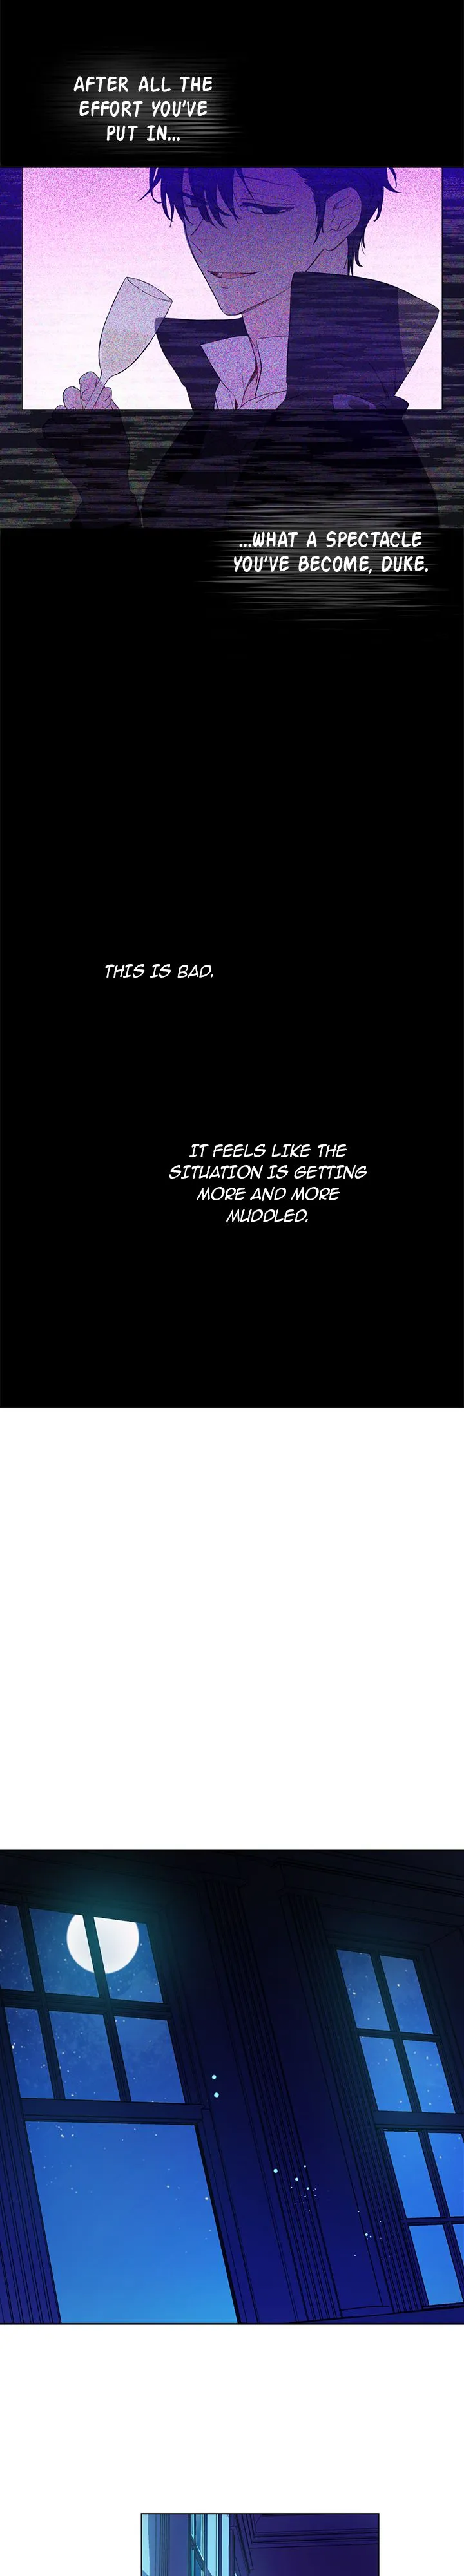 AFTER ALL THE
EFFORT YOU'VE
PUT IN...
...WHAT A SPECTACLE
YOU'VE BECOME, DUKE.
THIS IS BAD.
IT FEELS LIKE THE
SITUATION IS GETTING
MORE AND MORE
MUDDLED.